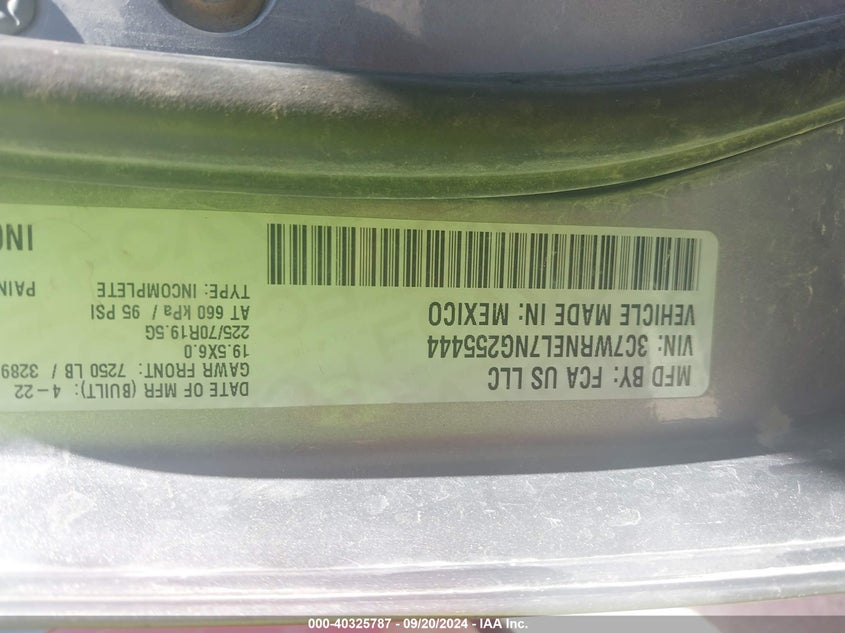 MFD BY: FCA US LLC
VIN: 3C7WRNEL7NG255444
VEHICLE MADE IN: MEXICO
DATE OF MFR (BUILT): 4-22
GAWR FRONT: 7250 LB / 3289
19.5X6.0
225/70R19.5G
AT 660 kPa / 95 PSI
TYPE: INCOMPLETE
PAIN
INC
000-40325787 - 09/20/2024 - IAA Inc.